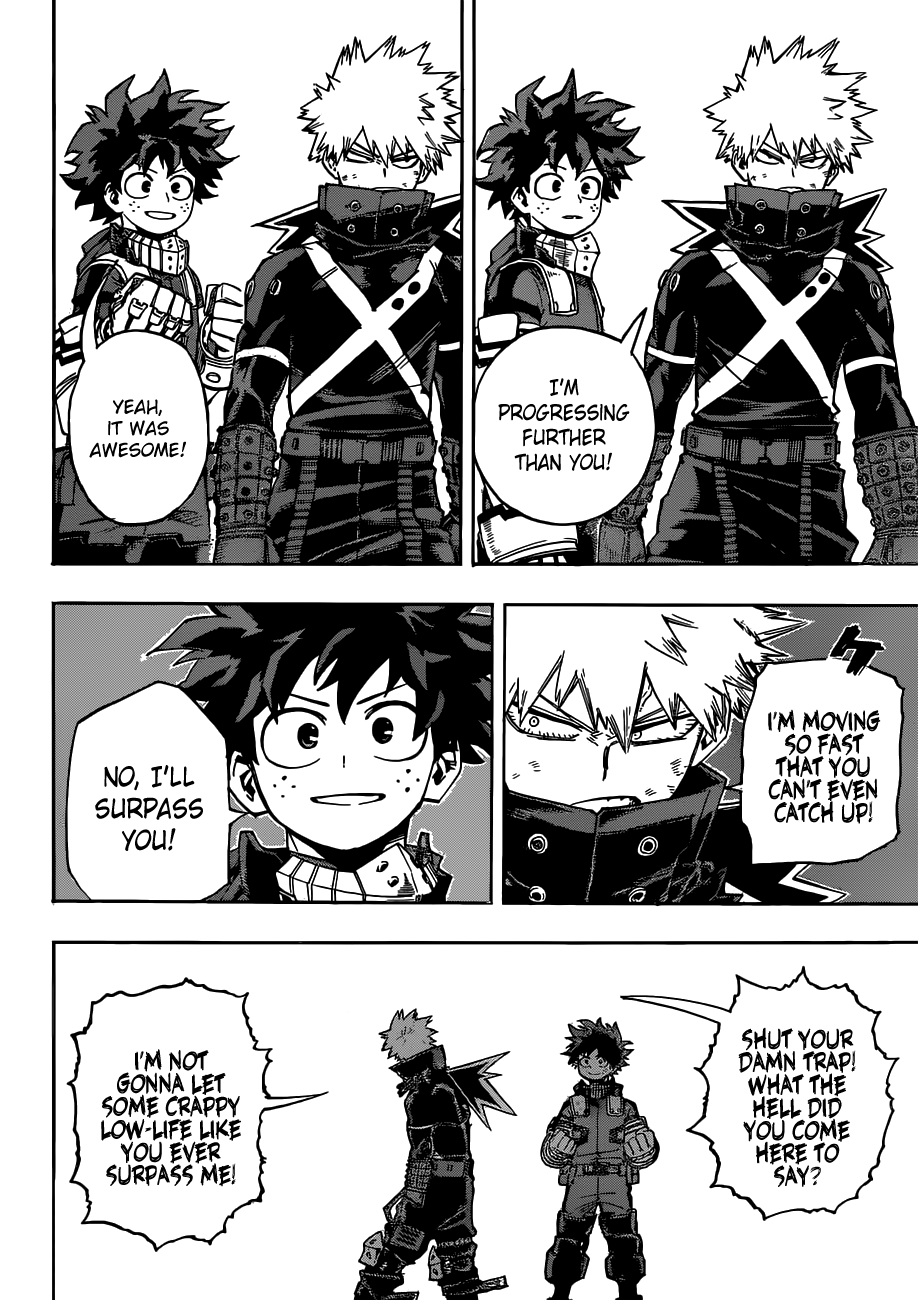 I'M
PROGRESSING
FURTHER
THAN YOU!
YEAH,
IT WAS
AWESOME!
ケ
I'M MOVING
SO FAST
THAT YOU
CAN'T EVEN
CATCH UP!
NO, I'LL
SURPASS
YOU!
SHUT YOUR
DAMN TRAP!
WHAT THE
HELL DID
YOU COME
HERE TO
SAY?
I'M NOT
GONNA LET
SOME CRAPPY
LOW-LIFE LIKE
YOU EVER
SURPASS ME!